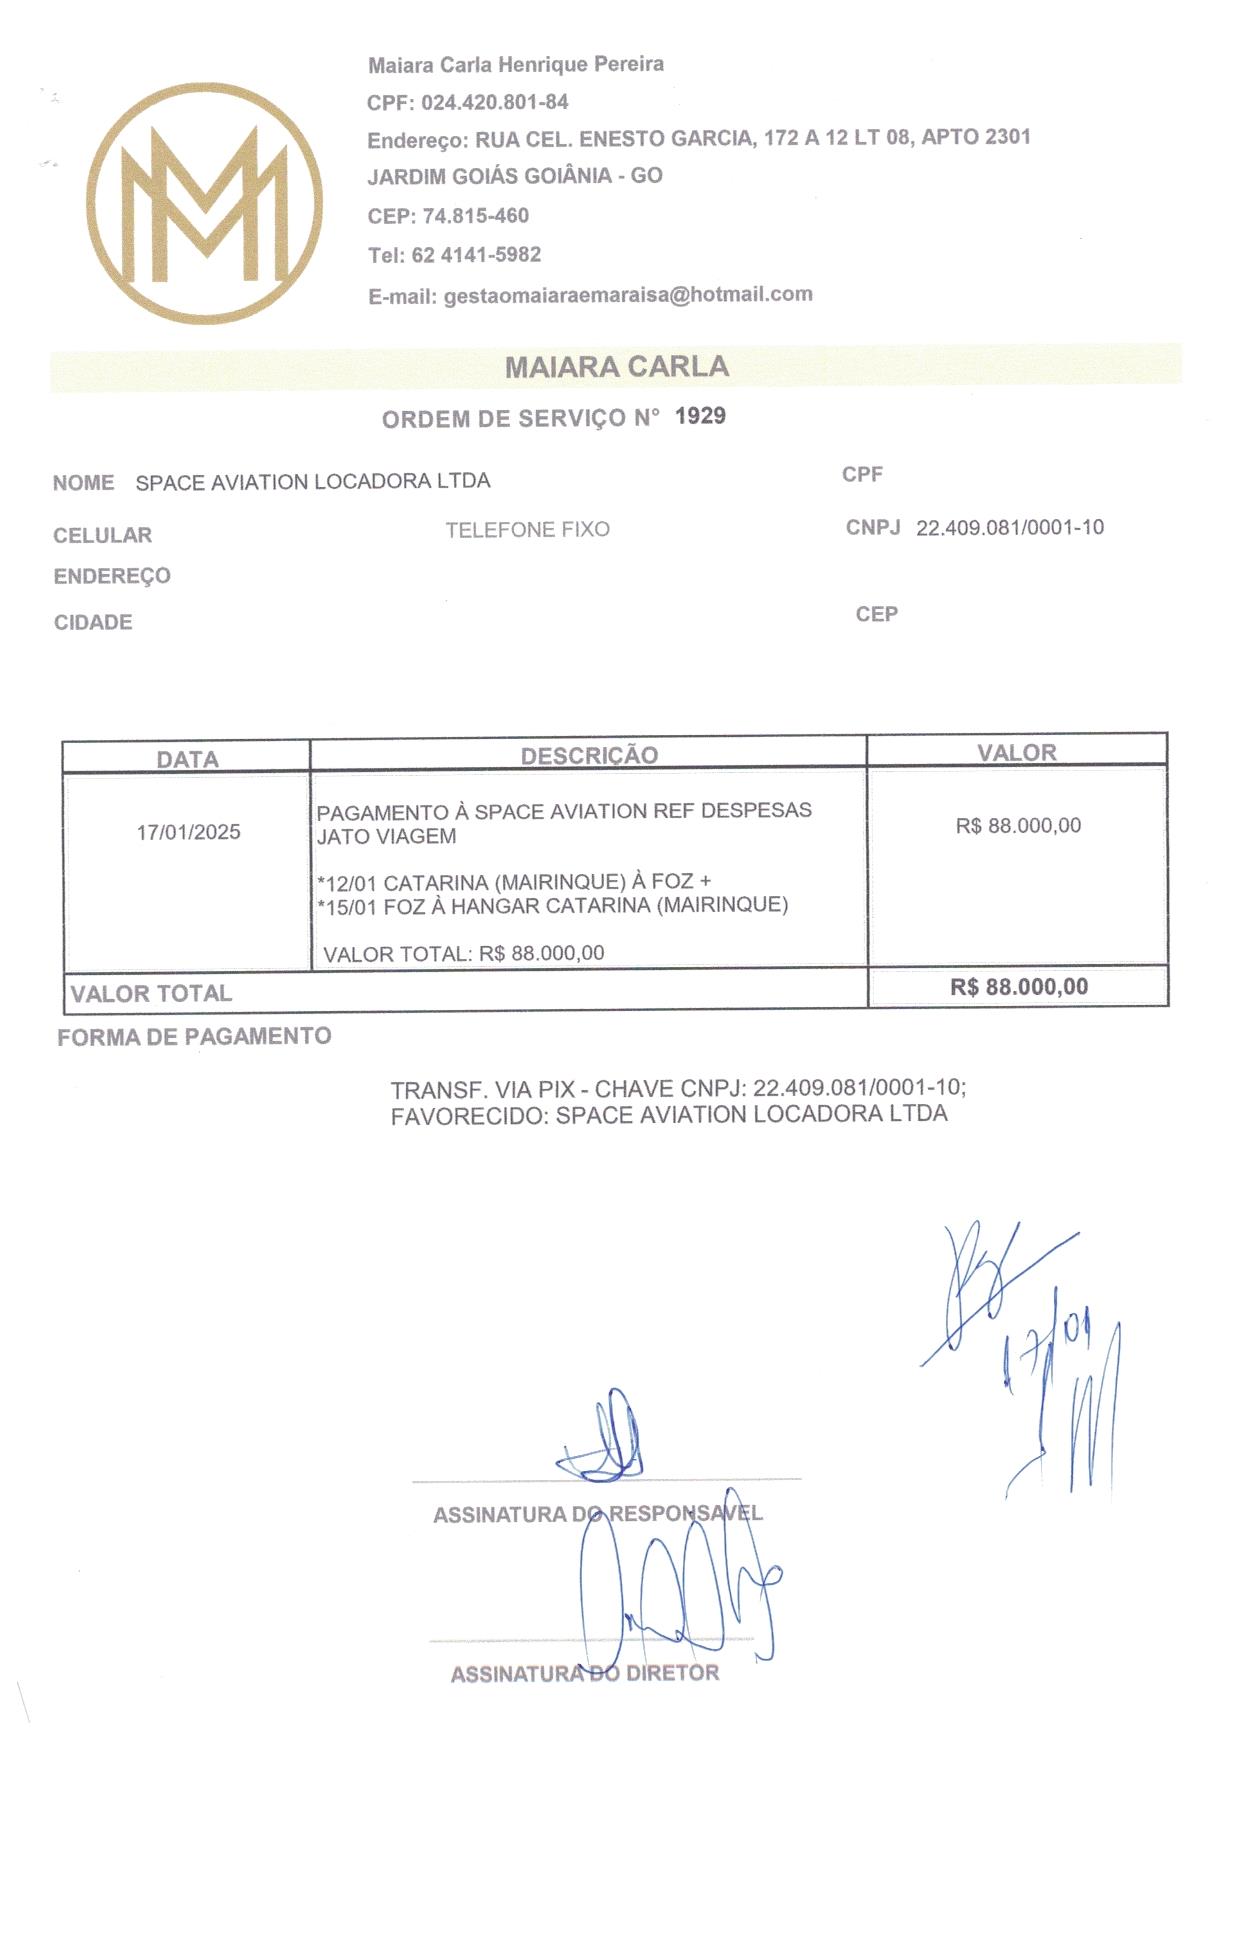 Maiara Carla Henrique Pereira
CPF: 024.420.801-84
Endereço: RUA CEL. ENESTO GARCIA, 172 A 12 LT 08, APTO 2301
JARDIM GOIÁS GOIÂNIA - GO
CEP: 74.815-460
Tel: 62 4141-5982
E-mail: gestaomaiaraemaraisa@hotmail.com
MAIARA CARLA
ORDEM DE SERVIÇO N° 1929
NOME SPACE AVIATION LOCADORA LTDA CPF
CELULAR TELEFONE FIXO CNPJ 22.409.081/0001-10
ENDEREÇO
CIDADE CEP
DATA DESCRIÇÃO VALOR
17/01/2025 PAGAMENTO À SPACE AVIATION REF DESPESAS R$ 88.000,00
JATO VIAGEM
*12/01 CATARINA (MAIRINQUE) À FOZ +
*15/01 FOZ À HANGAR CATARINA (MAIRINQUE)
VALOR TOTAL: R$ 88.000,00
VALOR TOTAL R$ 88.000,00
FORMA DE PAGAMENTO
TRANSF. VIA PIX - CHAVE CNPJ: 22.409.081/0001-10;
FAVORECIDO: SPACE AVIATION LOCADORA LTDA
17/01
ASSINATURA DO RESPONSAVEL
ASSINATURA DO DIRETOR